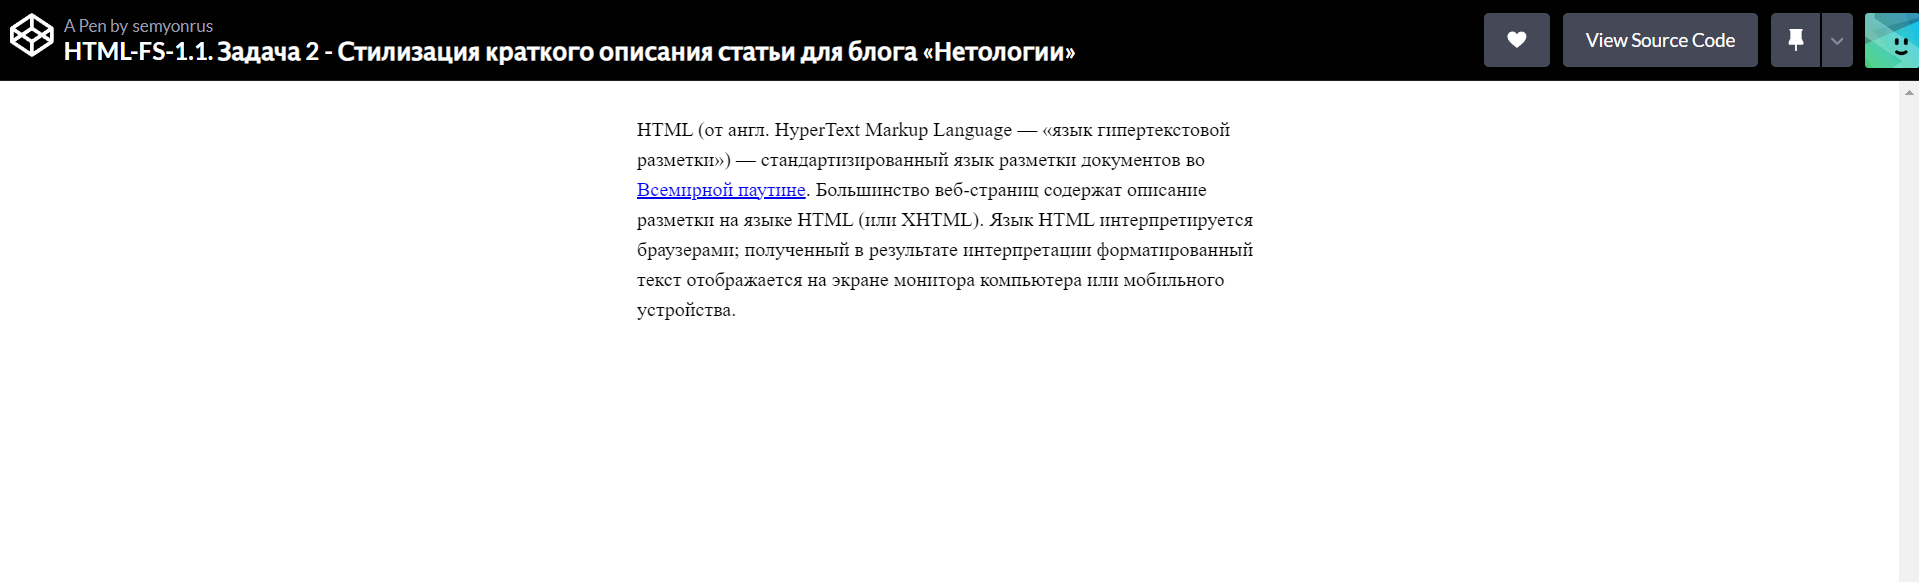 A Pen by semyonrus
HTML-FS-1.1. Задача 2 - Стилизация краткого описания статьи для блога «Нетологии»
View Source Code
HTML (от англ. HyperText Markup Language — «язык гипертекстовой
разметки») — стандартизированный язык разметки документов во
Всемирной паутине. Большинство веб-страниц содержат описание
разметки на языке HTML (или XHTML). Язык HTML интерпретируется
браузерами; полученный в результате интерпретации форматированный
текст отображается на экране монитора компьютера или мобильного
устройства.